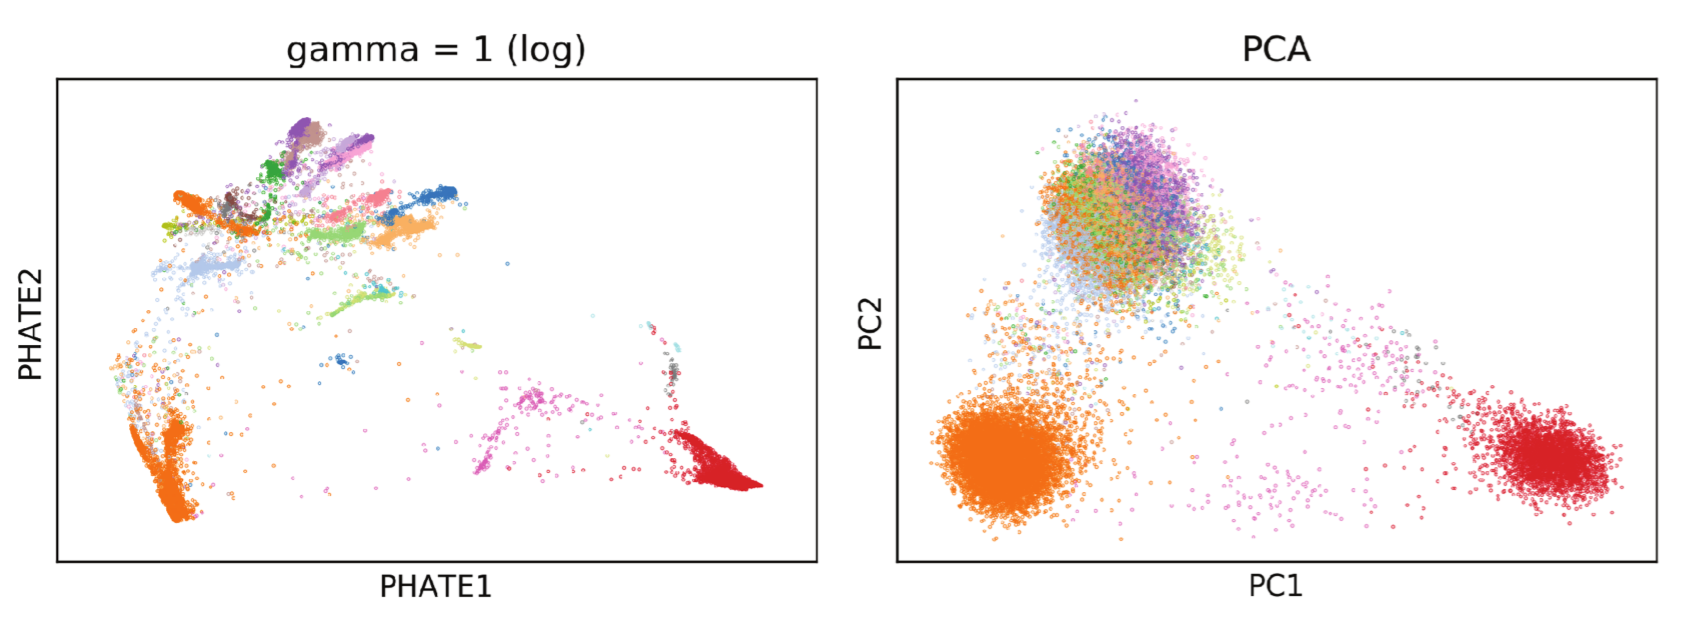 gamma = 1 (log)
PHATE2
PHATE1
PCA
PC2
PC1